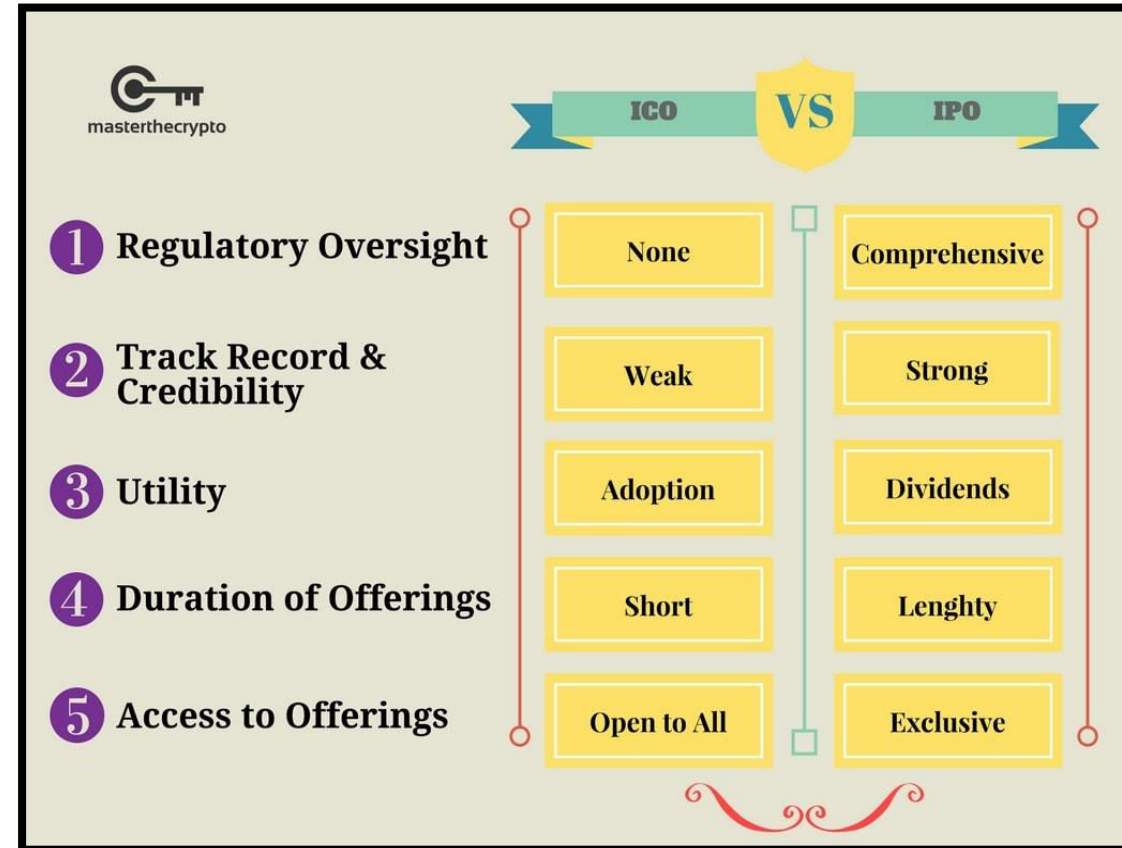 masterthecrypto
ICO VS IPO
1 Regulatory Oversight None Comprehensive
2 Track Record &
Credibility Weak Strong
3 Utility Adoption Dividends
4 Duration of Offerings Short Lenghty
5 Access to Offerings Open to All Exclusive